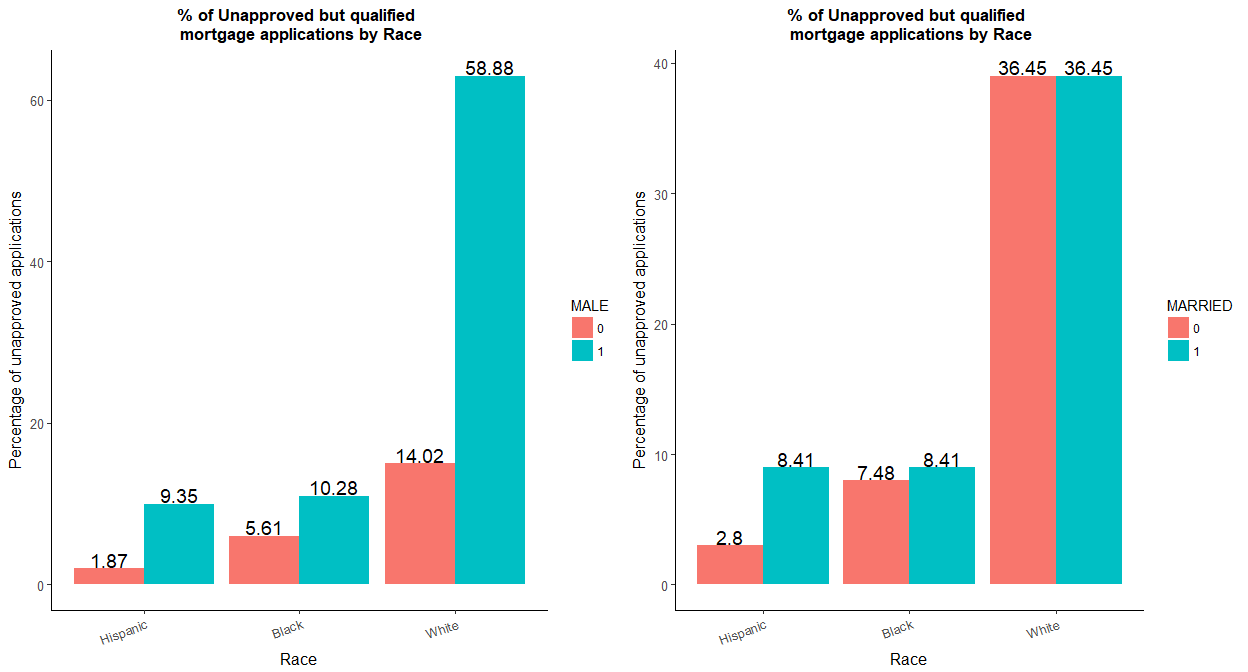 % of Unapproved but qualified
mortgage applications by Race
Percentage of unapproved applications
60
40
20
0
58.88
14.02
10.28
9.35
5.61
1.87
Hispanic
Black
White
Race
MALE
0
1
% of Unapproved but qualified
mortgage applications by Race
Percentage of unapproved applications
40
30
20
10
0
36.45 36.45
8.41
7.48
8.41
2.8
Hispanic
Black
White
Race
MARRIED
0
1